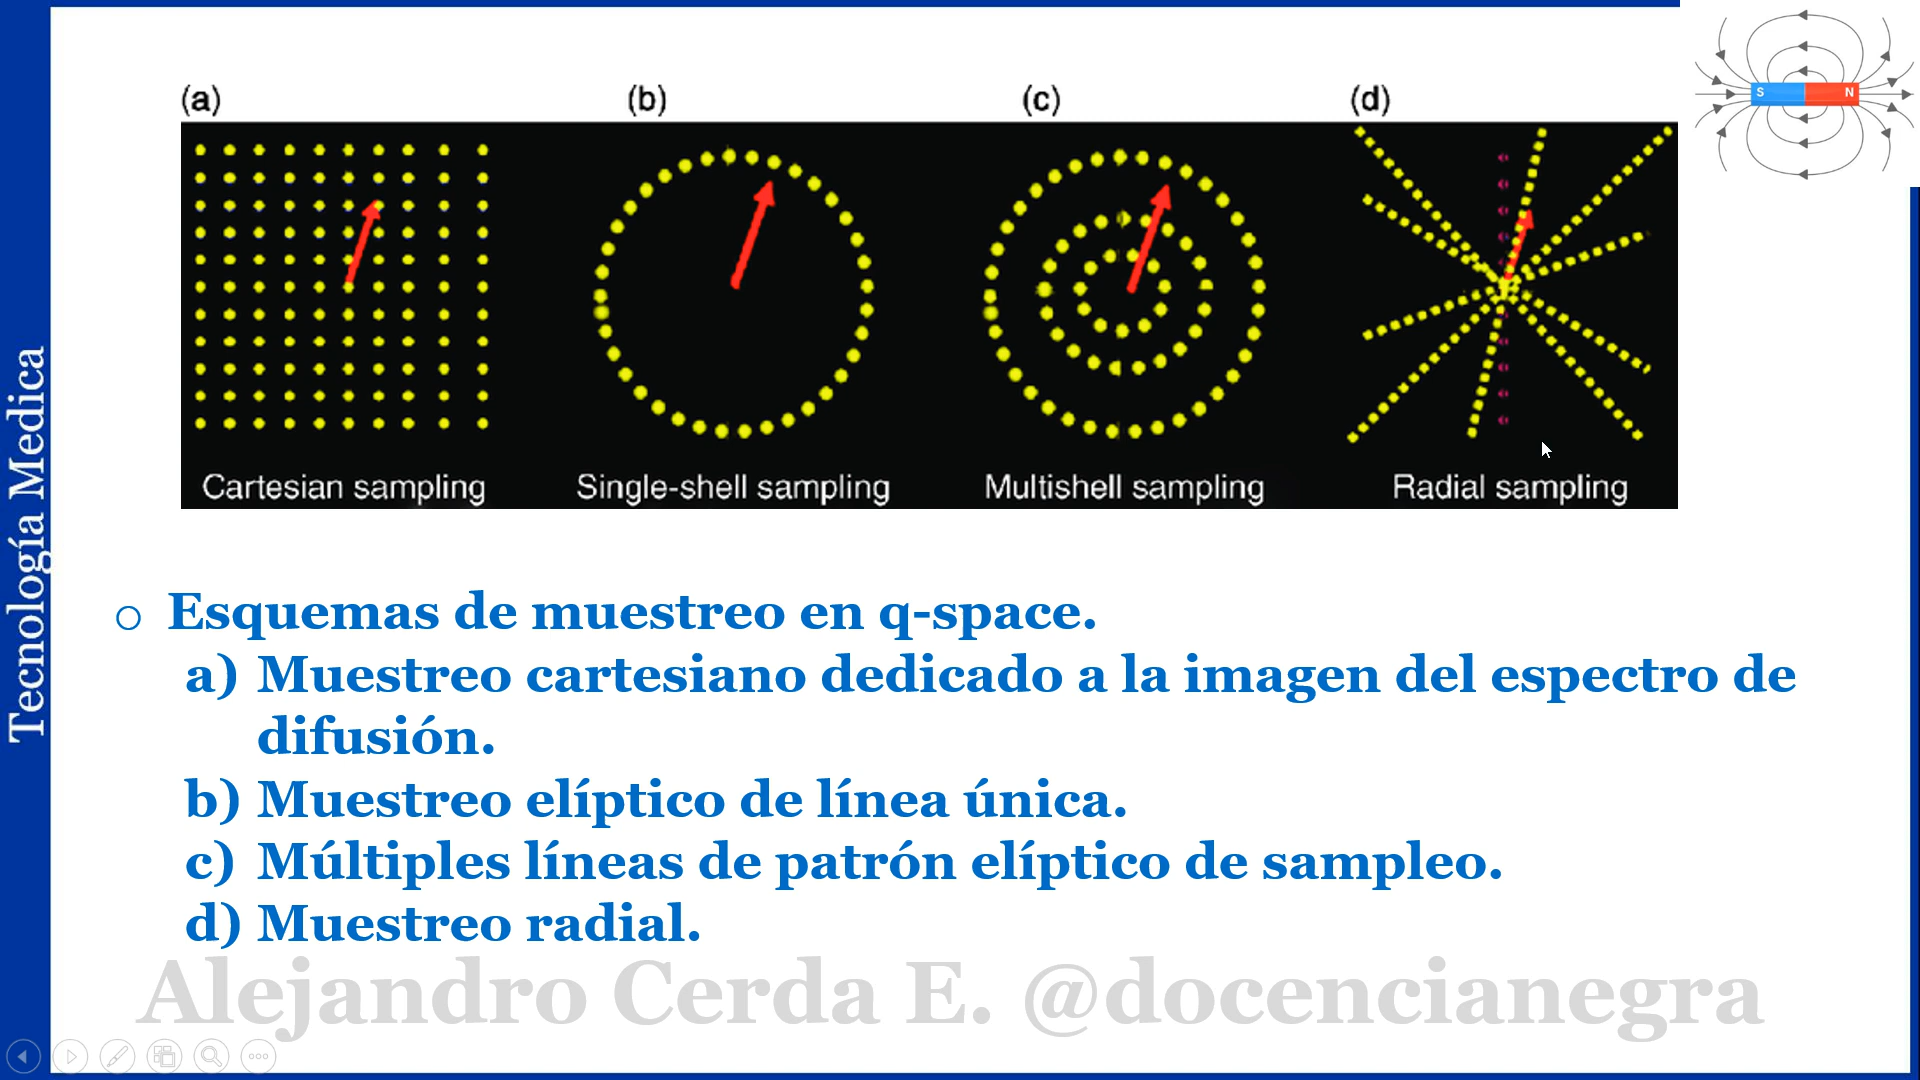 (a) (b) (c) (d)
S N
Cartesian sampling Single-shell sampling Multishell sampling Radial sampling
Tecnología Medica
o Esquemas de muestreo en q-space.
a) Muestreo cartesiano dedicado a la imagen del espectro de
difusión.
b) Muestreo elíptico de línea única.
c) Múltiples líneas de patrón elíptico de sampleo.
d) Muestreo radial.
Alejandro Cerda E. @docencianegra